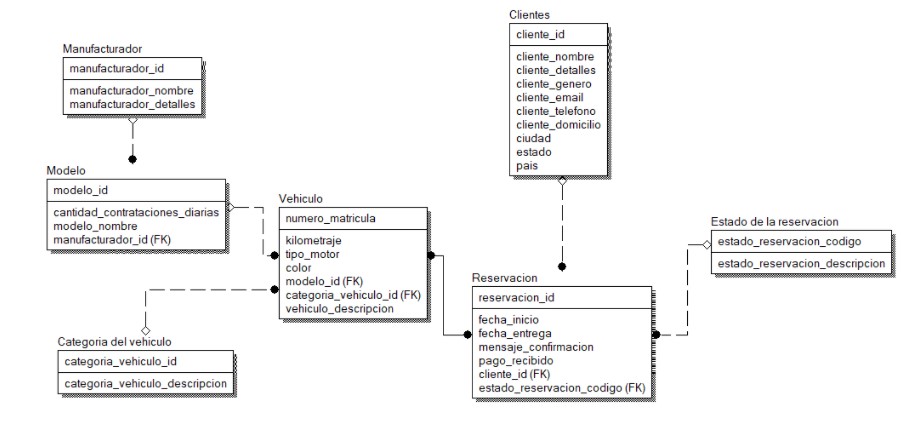 Clientes
cliente_id
cliente_nombre
cliente_detalles
cliente_genero
cliente_email
cliente_telefono
cliente_domicilio
ciudad
estado
pais
Manufacturador
manufacturador_id
manufacturador_nombre
manufacturador_detalles
Modelo
modelo_id
cantidad_contrataciones_diarias
modelo_nombre
manufacturador_id (FK)
Vehiculo
numero_matricula
kilometraje
tipo_motor
color
modelo_id (FK)
categoria_vehiculo_id (FK)
vehiculo_descripcion
Estado de la reservacion
estado_reservacion_codigo
estado_reservacion_descripcion
Reservacion
reservacion_id
fecha_inicio
fecha_entrega
mensaje_confirmacion
pago_recibido
cliente_id (FK)
estado_reservacion_codigo (FK)
Categoria del vehiculo
categoria_vehiculo_id
categoria_vehiculo_descripcion